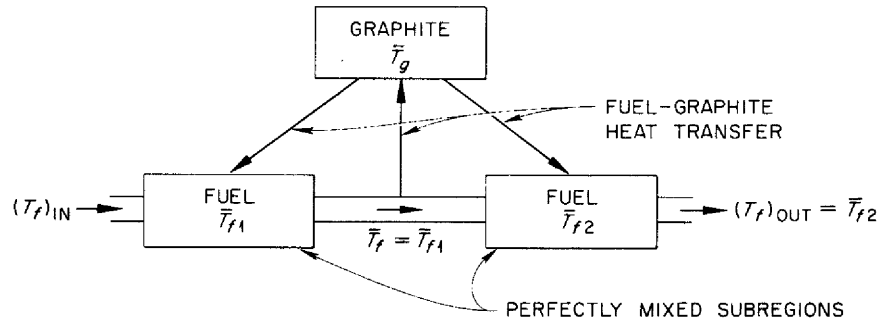 GRAPHITE
T̄g
FUEL-GRAPHITE
HEAT TRANSFER
(Tf)IN
FUEL
T̄f1
T̄f = T̄f1
FUEL
T̄f2
(Tf)OUT = T̄f2
PERFECTLY MIXED SUBREGIONS